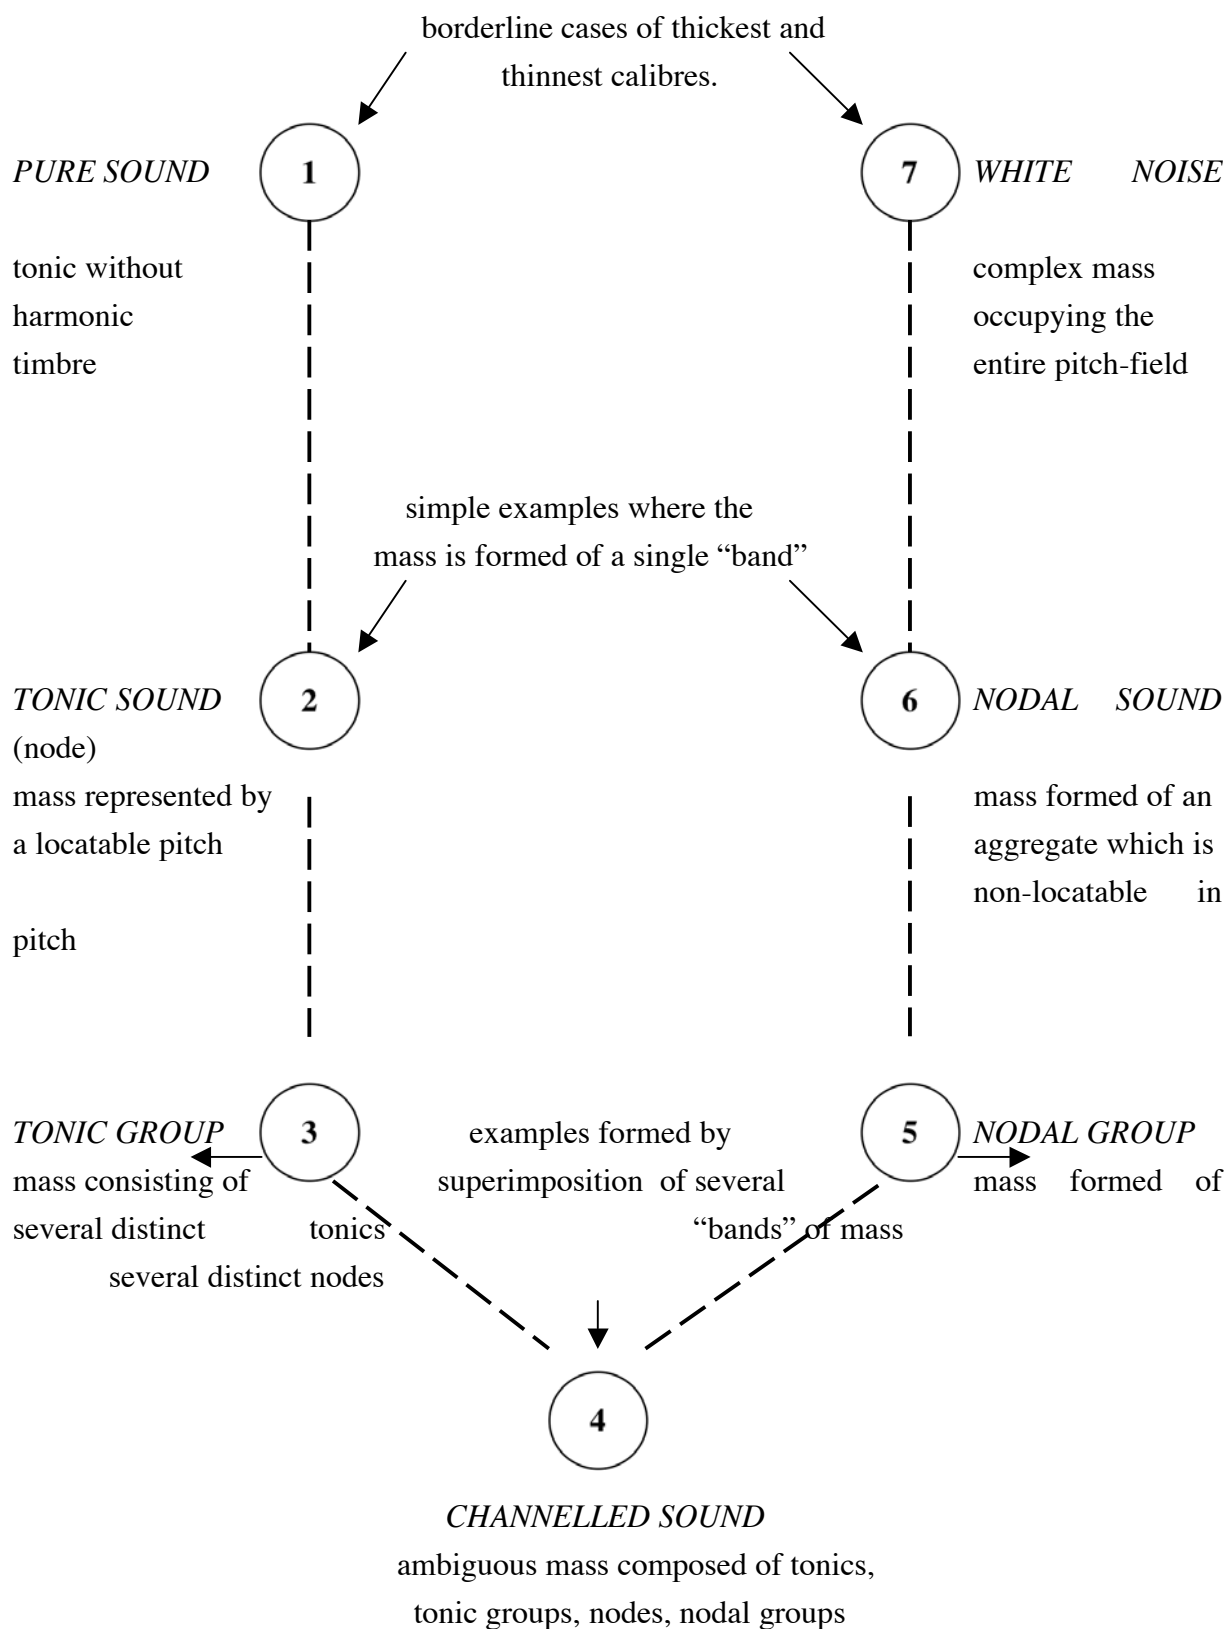 borderline cases of thickest and
thinnest calibres.
PURE SOUND 1 7 WHITE NOISE
tonic without complex mass
harmonic occupying the
timbre entire pitch-field
simple examples where the
mass is formed of a single “band”
TONIC SOUND 2 6 NODAL SOUND
(node)
mass represented by mass formed of an
a locatable pitch aggregate which is
non-locatable in
pitch
TONIC GROUP 3 examples formed by 5 NODAL GROUP
mass consisting of superimposition of several mass formed of
several distinct tonics “bands” of mass
several distinct nodes
4
CHANNELLED SOUND
ambiguous mass composed of tonics,
tonic groups, nodes, nodal groups